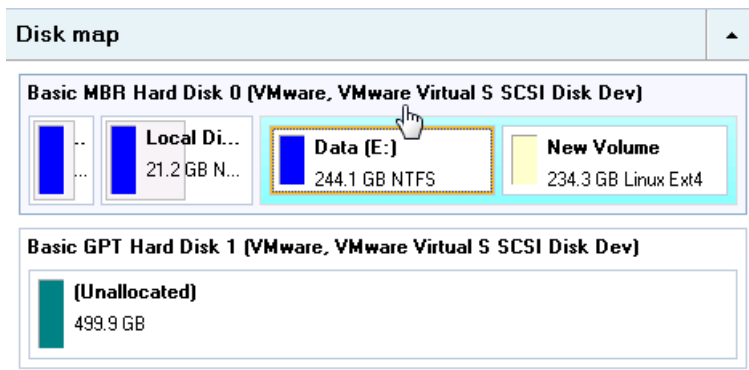 Disk map
Basic MBR Hard Disk 0 (VMware, VMware Virtual S SCSI Disk Dev)
... Local Di... Data (E:) New Volume
... 21.2 GB N... 244.1 GB NTFS 234.3 GB Linux Ext4
Basic GPT Hard Disk 1 (VMware, VMware Virtual S SCSI Disk Dev)
(Unallocated)
499.9 GB